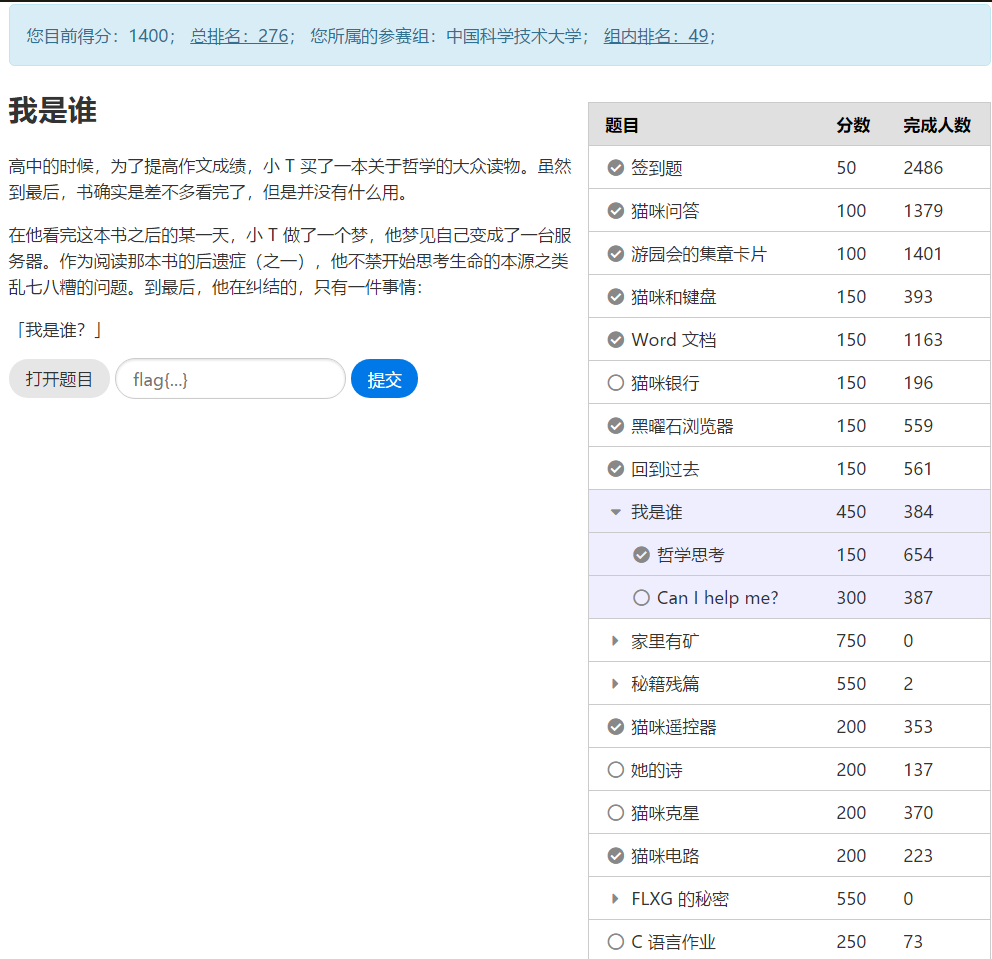 您目前得分：1400； 总排名：276； 您所属的参赛组：中国科学技术大学； 组内排名：49；
我是谁
高中的时候，为了提高作文成绩，小 T 买了一本关于哲学的大众读物。虽然
到最后，书确实是差不多看完了，但是并没有什么用。
在他看完这本书之后的某一天，小 T 做了一个梦，他梦见自己变成了一台服
务器。作为阅读那本书的后遗症（之一），他不禁开始思考生命的本源之类
乱七八糟的问题。到最后，他在纠结的，只有一件事情：
「我是谁？」
打开题目 flag{...} 提交
题目 分数 完成人数
签到题 50 2486
猫咪问答 100 1379
游园会的集章卡片 100 1401
猫咪和键盘 150 393
Word 文档 150 1163
猫咪银行 150 196
黑曜石浏览器 150 559
回到过去 150 561
我是谁 450 384
哲学思考 150 654
Can I help me? 300 387
家里有矿 750 0
秘籍残篇 550 2
猫咪遥控器 200 353
她的诗 200 137
猫咪克星 200 370
猫咪电路 200 223
FLXG 的秘密 550 0
C 语言作业 250 73